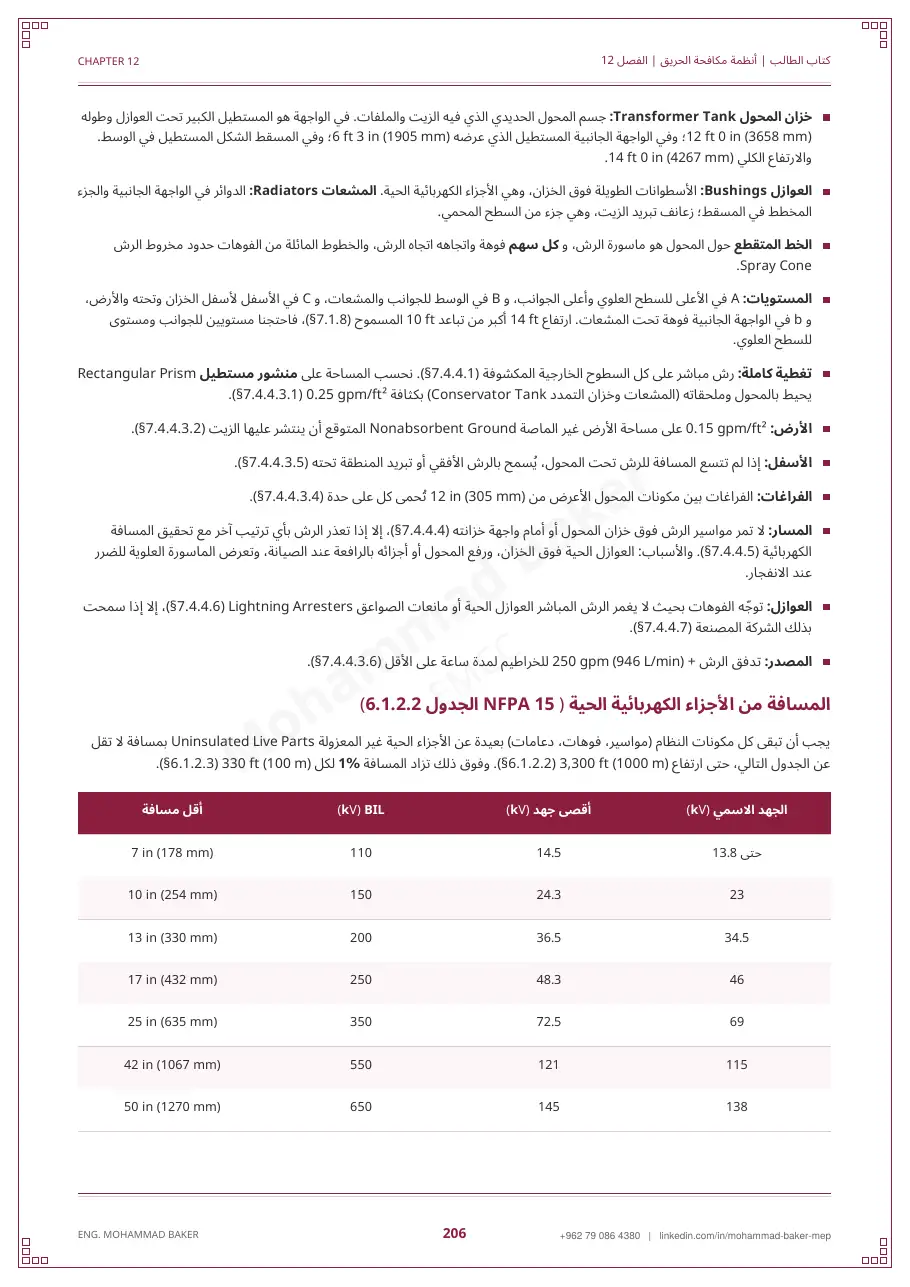 CHAPTER 12
كتاب الطالب | أنظمة مكافحة الحريق | الفصل 12
خزان المحول Transformer Tank: جسم المحول الحديدي الذي فيه الزيت والملفات. في الواجهة هو المستطيل الكبير تحت العوازل وطوله
12 ft 0 in (3658 mm)؛ وفي الواجهة الجانبية المستطيل الذي عرضه 6 ft 3 in (1905 mm)؛ وفي المسقط الشكل المستطيل في الوسط.
والارتفاع الكلي 14 ft 0 in (4267 mm).
العوازل Bushings: الأسطوانات الطويلة فوق الخزان، وهي الأجزاء الكهربائية الحية. المشعات Radiators: الدوائر في الواجهة الجانبية والجزء
المخطط في المسقط؛ زعانف تبريد الزيت، وهي جزء من السطح المحمي.
الخط المتقطع حول المحول هو ماسورة الرش، و كل سهم فوهة واتجاهه اتجاه الرش، والخطوط المائلة من الفوهات حدود مخروط الرش
Spray Cone.
المستويات: A في الأعلى للسطح العلوي وأعلى الجوانب، و B في الوسط للجوانب والمشعات، و C في الأسفل لأسفل الخزان وتحته والأرض،
و b في الواجهة الجانبية فوهة تحت المشعات. ارتفاع 14 ft أكبر من تباعد 10 ft المسموح (§7.1.8)، فاحتجنا مستويين للجوانب ومستوى
للسطح العلوي.
تغطية كاملة: رش مباشر على كل السطوح الخارجية المكشوفة (§7.4.4.1). نحسب المساحة على منشور مستطيل Rectangular Prism
يحيط بالمحول وملحقاته (المشعات وخزان التمدد Conservator Tank) بكثافة 0.25 gpm/ft² (§7.4.4.3.1).
الأرض: 0.15 gpm/ft² على مساحة الأرض غير الماصة Nonabsorbent Ground المتوقع أن ينتشر عليها الزيت (§7.4.4.3.2).
الأسفل: إذا لم تتسع المسافة للرش تحت المحول، يُسمح بالرش الأفقي أو تبريد المنطقة تحته (§7.4.4.3.5).
الفراغات: الفراغات بين مكونات المحول الأعرض من 12 in (305 mm) تُحمى كل على حدة (§7.4.4.3.4).
المسار: لا تمر مواسير الرش فوق خزان المحول أو أمام واجهة خزانته (§7.4.4.4)، إلا إذا تعذر الرش بأي ترتيب آخر مع تحقيق المسافة
الكهربائية (§7.4.4.5). والأسباب: العوازل الحية فوق الخزان، ورفع المحول أو أجزائه بالرافعة عند الصيانة، وتعرض الماسورة العلوية للضرر
عند الانفجار.
العوازل: توجّه الفوهات بحيث لا يغمر الرش المباشر العوازل الحية أو مانعات الصواعق Lightning Arresters (§7.4.4.6)، إلا إذا سمحت
بذلك الشركة المصنعة (§7.4.4.7).
المصدر: تدفق الرش + 250 gpm (946 L/min) للخراطيم لمدة ساعة على الأقل (§7.4.4.3.6).
المسافة من الأجزاء الكهربائية الحية ( NFPA 15 الجدول 6.1.2.2)
يجب أن تبقى كل مكونات النظام (مواسير، فوهات، دعامات) بعيدة عن الأجزاء الحية غير المعزولة Uninsulated Live Parts بمسافة لا تقل
عن الجدول التالي، حتى ارتفاع 3,300 ft (1000 m) (§6.1.2.2). وفوق ذلك تزاد المسافة 1% لكل 330 ft (100 m) (§6.1.2.3).
الجهد الاسمي (kV) أقصى جهد (kV) BIL (kV) أقل مسافة
حتى 13.8 14.5 110 7 in (178 mm)
23 24.3 150 10 in (254 mm)
34.5 36.5 200 13 in (330 mm)
46 48.3 250 17 in (432 mm)
69 72.5 350 25 in (635 mm)
115 121 550 42 in (1067 mm)
138 145 650 50 in (1270 mm)
Mohammad Baker
ENG. MOHAMMAD BAKER
206
+962 79 086 4380 | linkedin.com/in/mohammad-baker-mep